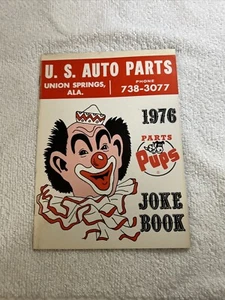 U. S. AUTO PARTS
UNION SPRINGS,
ALA.
PHONE
738-3077
1976
PARTS
Pups
JOKE
BOOK